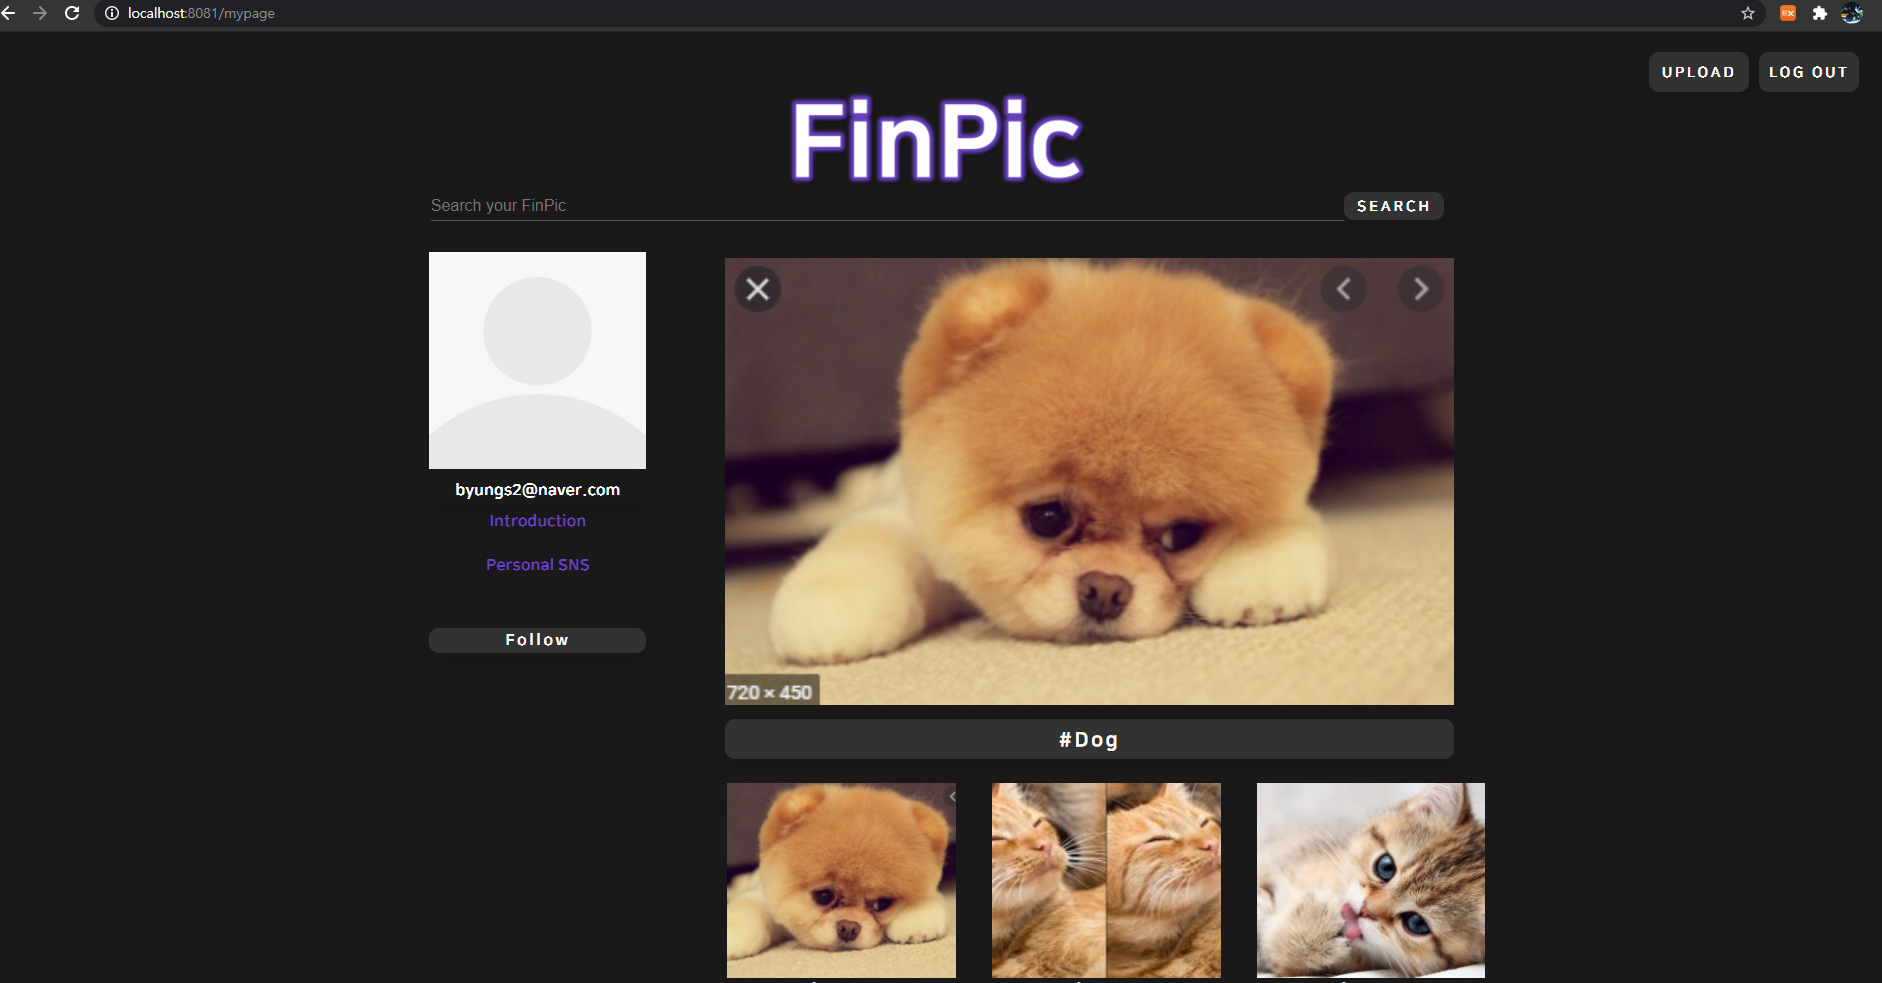 localhost:8081/mypage
UPLOAD LOG OUT
FinPic
Search your FinPic SEARCH
byungs2@naver.com
Introduction
Personal SNS
Follow
720 × 450
#Dog